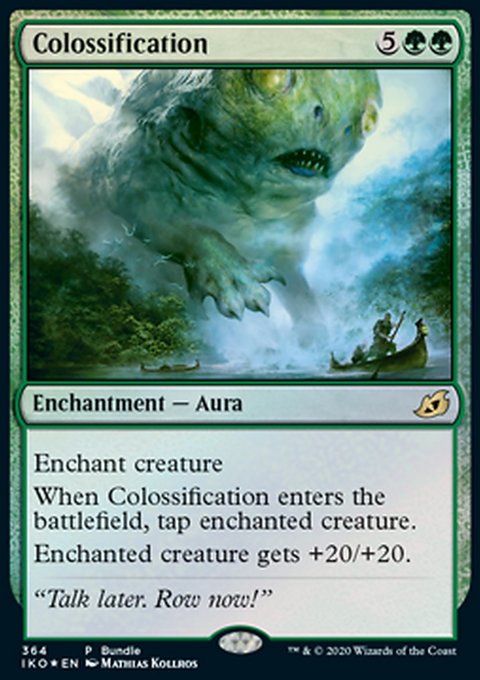 Colossification 5
Enchantment — Aura
Enchant creature
When Colossification enters the
battlefield, tap enchanted creature.
Enchanted creature gets +20/+20.
“Talk later. Row now!”
364 P Bundle ™ & © 2020 Wizards of the Coast
IKO★EN Mathias Kollros